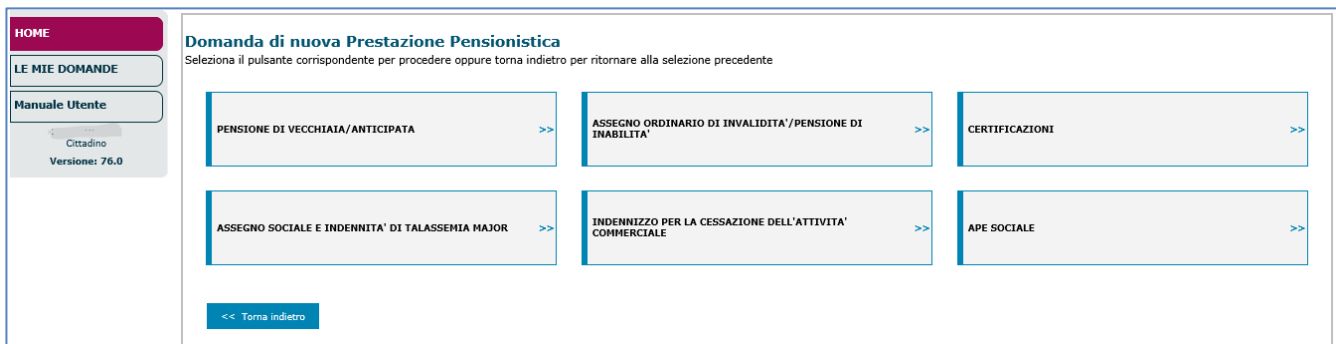 HOME
LE MIE DOMANDE
Manuale Utente
Cittadino
Versione: 76.0
Domanda di nuova Prestazione Pensionistica
Seleziona il pulsante corrispondente per procedere oppure torna indietro per ritornare alla selezione precedente
PENSIONE DI VECCHIAIA/ANTICIPATA >>
ASSEGNO ORDINARIO DI INVALIDITA'/PENSIONE DI
INABILITA' >>
CERTIFICAZIONI >>
ASSEGNO SOCIALE E INDENNITA' DI TALASSEMIA MAJOR >>
INDENNIZZO PER LA CESSAZIONE DELL'ATTIVITA'
COMMERCIALE >>
APE SOCIALE >>
<< Torna indietro